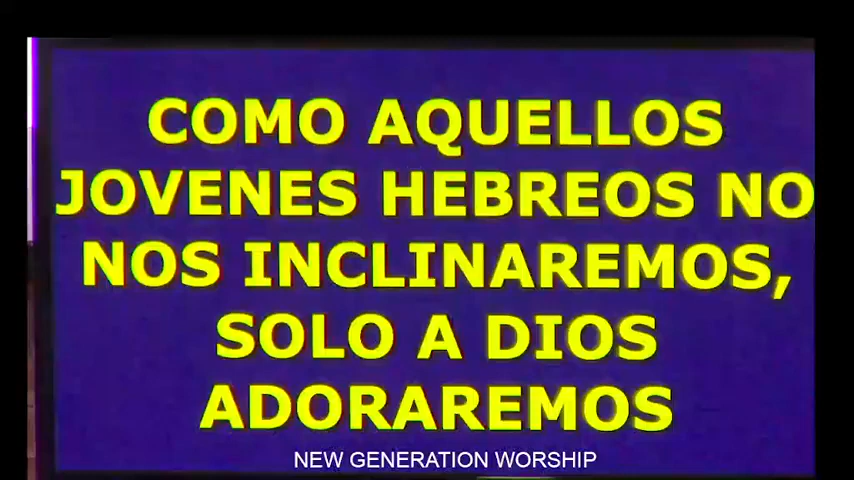 COMO AQUELLOS
JOVENES HEBREOS NO
NOS INCLINAREMOS,
SOLO A DIOS
ADORAREMOS
NEW GENERATION WORSHIP